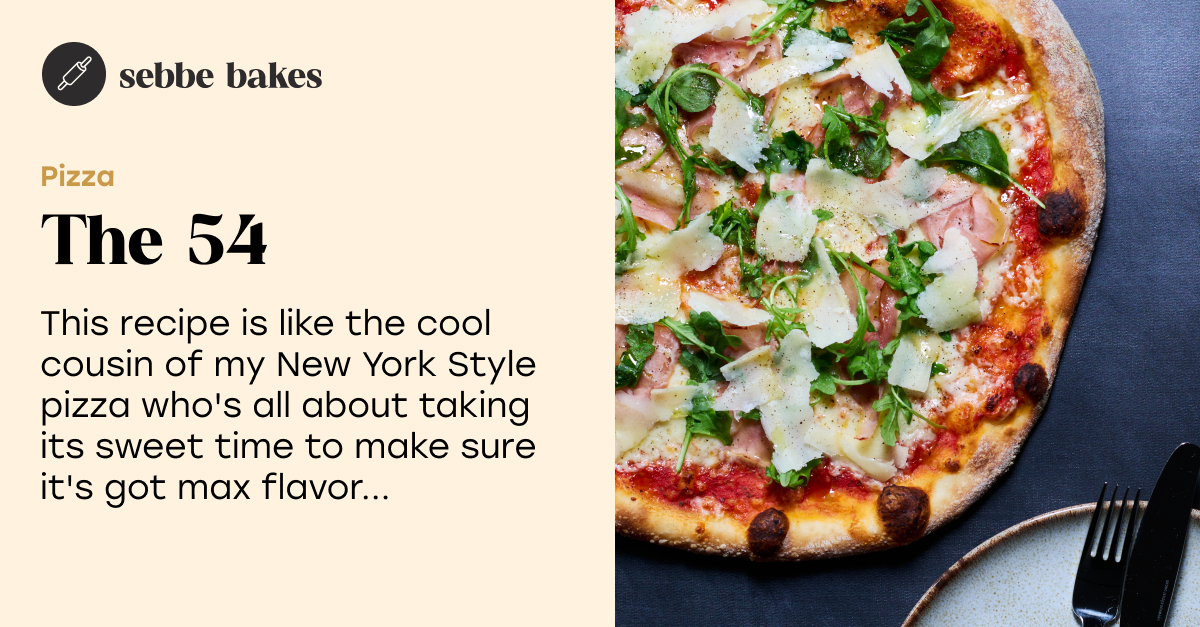 sebbe bakes
Pizza
The 54
This recipe is like the cool
cousin of my New York Style
pizza who's all about taking
its sweet time to make sure
it's got max flavor...